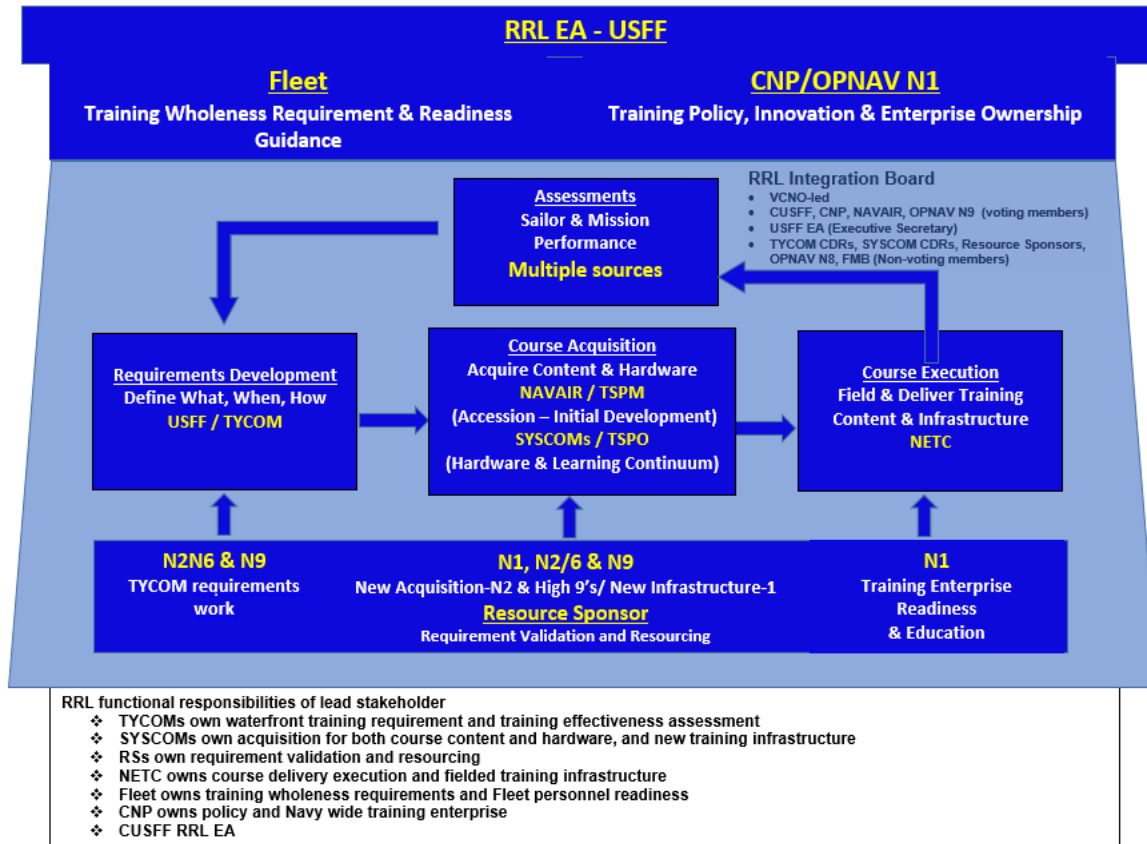 RRL EA - USFF
Fleet
Training Wholeness Requirement & Readiness
Guidance
CNP/OPNAV N1
Training Policy, Innovation & Enterprise Ownership
RRL Integration Board
• VCNO-led
• CUSFF, CNP, NAVAIR, OPNAV N9 (voting members)
• USFF EA (Executive Secretary)
• TYCOM CDRs, SYSCOM CDRs, Resource Sponsors,
OPNAV N8, FMB (Non-voting members)
Assessments
Sailor & Mission
Performance
Multiple sources
Requirements Development
Define What, When, How
USFF / TYCOM
Course Acquisition
Acquire Content & Hardware
NAVAIR / TSPM
(Accession – Initial Development)
SYSCOMs / TSPO
(Hardware & Learning Continuum)
Course Execution
Field & Deliver Training
Content & Infrastructure
NETC
N2N6 & N9
TYCOM requirements
work
N1, N2/6 & N9
New Acquisition-N2 & High 9's/ New Infrastructure-1
Resource Sponsor
Requirement Validation and Resourcing
N1
Training Enterprise
Readiness
& Education
RRL functional responsibilities of lead stakeholder
❖ TYCOMs own waterfront training requirement and training effectiveness assessment
❖ SYSCOMs own acquisition for both course content and hardware, and new training infrastructure
❖ RSs own requirement validation and resourcing
❖ NETC owns course delivery execution and fielded training infrastructure
❖ Fleet owns training wholeness requirements and Fleet personnel readiness
❖ CNP owns policy and Navy wide training enterprise
❖ CUSFF RRL EA